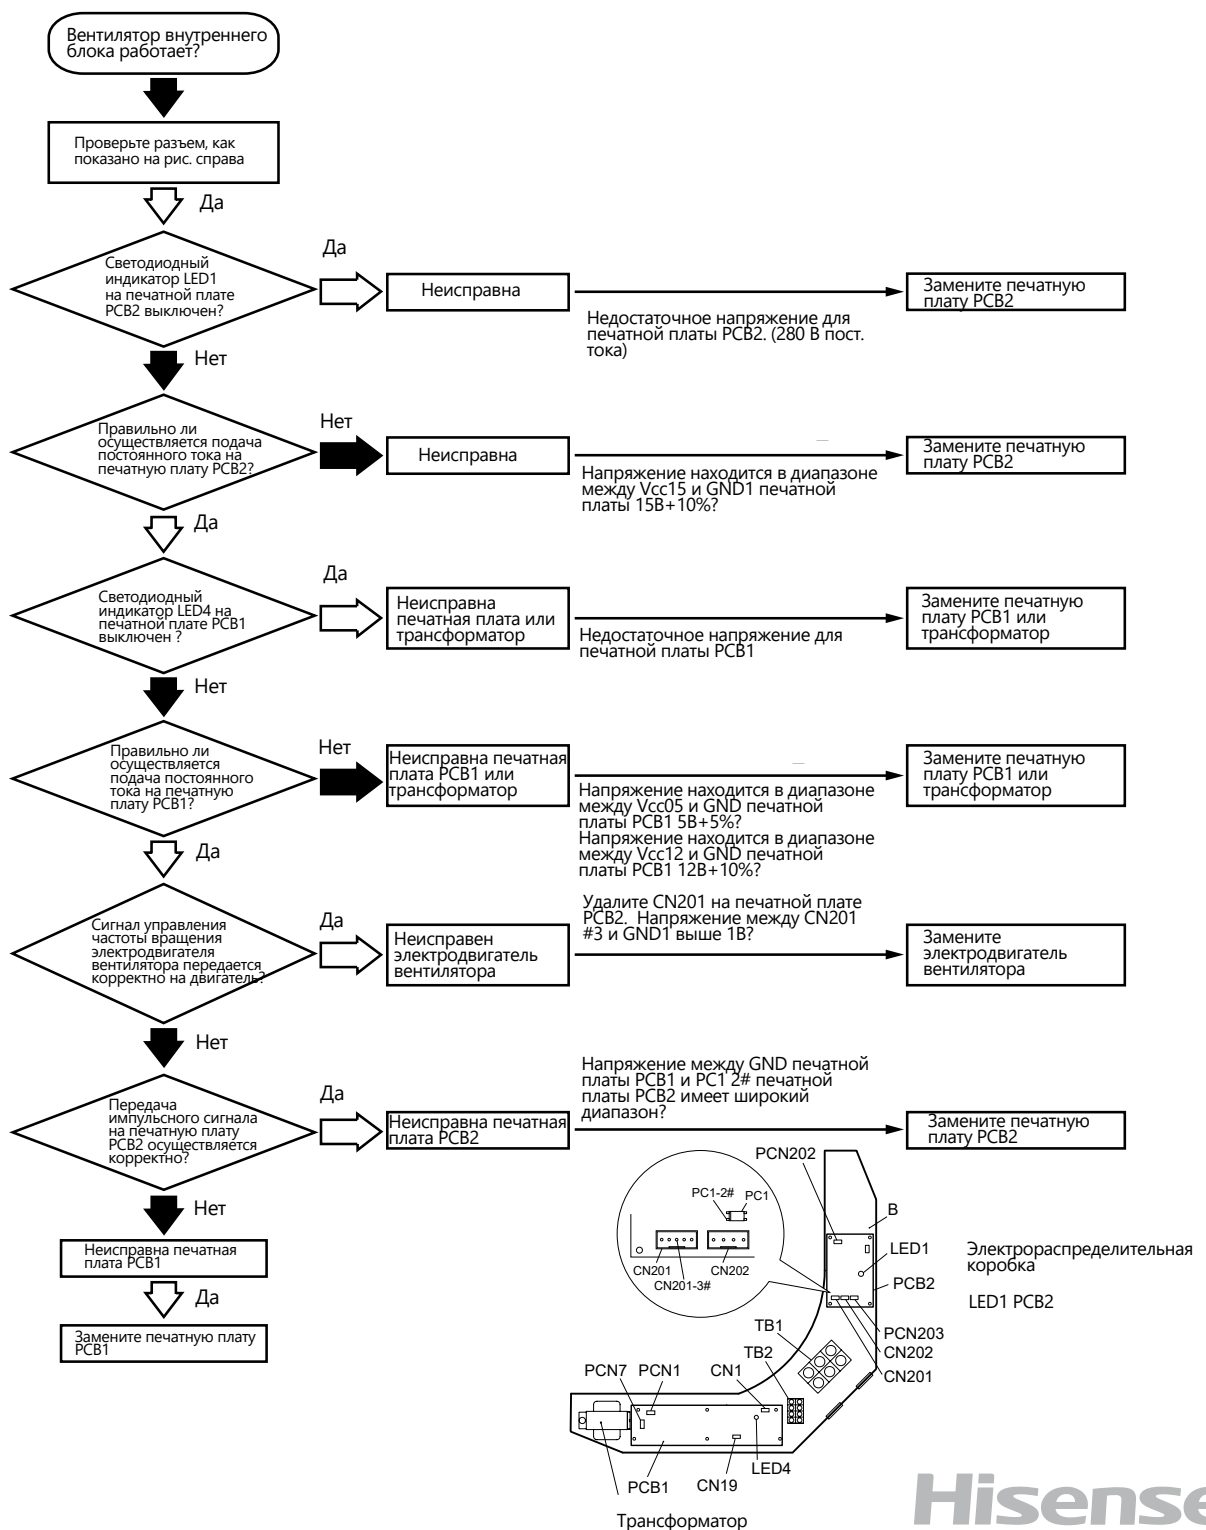 Вентилятор внутреннего
блока работает?
Проверьте разъем, как
показано на рис. справа
Да
Светодиодный
индикатор LED1
на печатной плате
PCB2 выключен?
Да
Неисправна
Недостаточное напряжение для
печатной платы PCB2. (280 В пост.
тока)
Замените печатную
плату PCB2
Нет
Правильно ли
осуществляется подача
постоянного тока на
печатную плату PCB2?
Нет
Неисправна
Напряжение находится в диапазоне
между Vcc15 и GND1 печатной
платы 15В+10%?
Замените печатную
плату PCB2
Да
Светодиодный
индикатор LED4 на
печатной плате PCB1
выключен ?
Да
Неисправна
печатная плата или
трансформатор
Недостаточное напряжение для
печатной платы PCB1
Замените печатную
плату PCB1 или
трансформатор
Нет
Правильно ли
осуществляется
подача постоянного
тока на печатную
плату PCB1?
Нет
Неисправна печатная
плата PCB1 или
трансформатор
Напряжение находится в диапазоне
между Vcc05 и GND печатной
платы PCB1 5В+5%?
Напряжение находится в диапазоне
между Vcc12 и GND печатной
платы PCB1 12В+10%?
Замените печатную
плату PCB1 или
трансформатор
Да
Сигнал управления
частоты вращения
электродвигателя
вентилятора передается
корректно на двигатель?
Да
Неисправен
электродвигатель
вентилятора
Удалите CN201 на печатной плате
PCB2. Напряжение между CN201
#3 и GND1 выше 1В?
Замените
электродвигатель
вентилятора
Нет
Передача
импульсного сигнала
на печатную плату
PCB2 осуществляется
корректно?
Да
Неисправна печатная
плата PCB2
Напряжение между GND печатной
платы PCB1 и PC1 2# печатной
платы PCB2 имеет широкий
диапазон?
Замените печатную
плату PCB2
Нет
Неисправна печатная
плата PCB1
Да
Замените печатную плату
PCB1
PCN202
PC1-2#
PC1
B
LED1
CN201
CN202
CN201-3#
PCB2
Электрораспределительная
коробка
LED1 PCB2
TB1
PCN203
TB2
CN202
PCN7
PCN1
CN1
CN201
LED4
PCB1
CN19
Трансформатор
Hisense